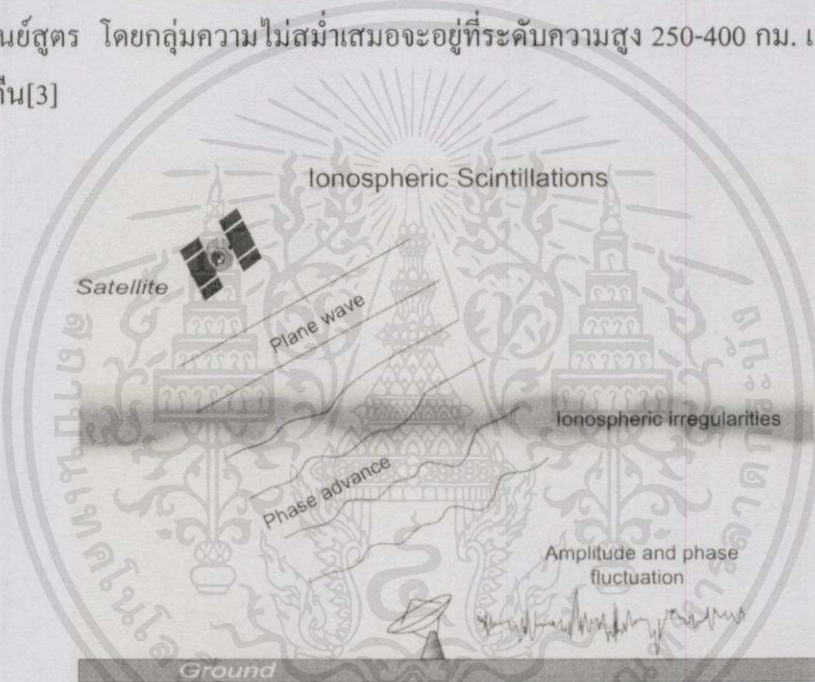 นย์สูตร โดยกลุ่มความไม่สม่ำเสมอจะอยู่ที่ระดับความสูง 250-400 กม. เ
[3]
Ionospheric Scintillations
Satellite
Plane wave
Ionospheric irregularities
Phase advance
Amplitude and phase
fluctuation
Ground